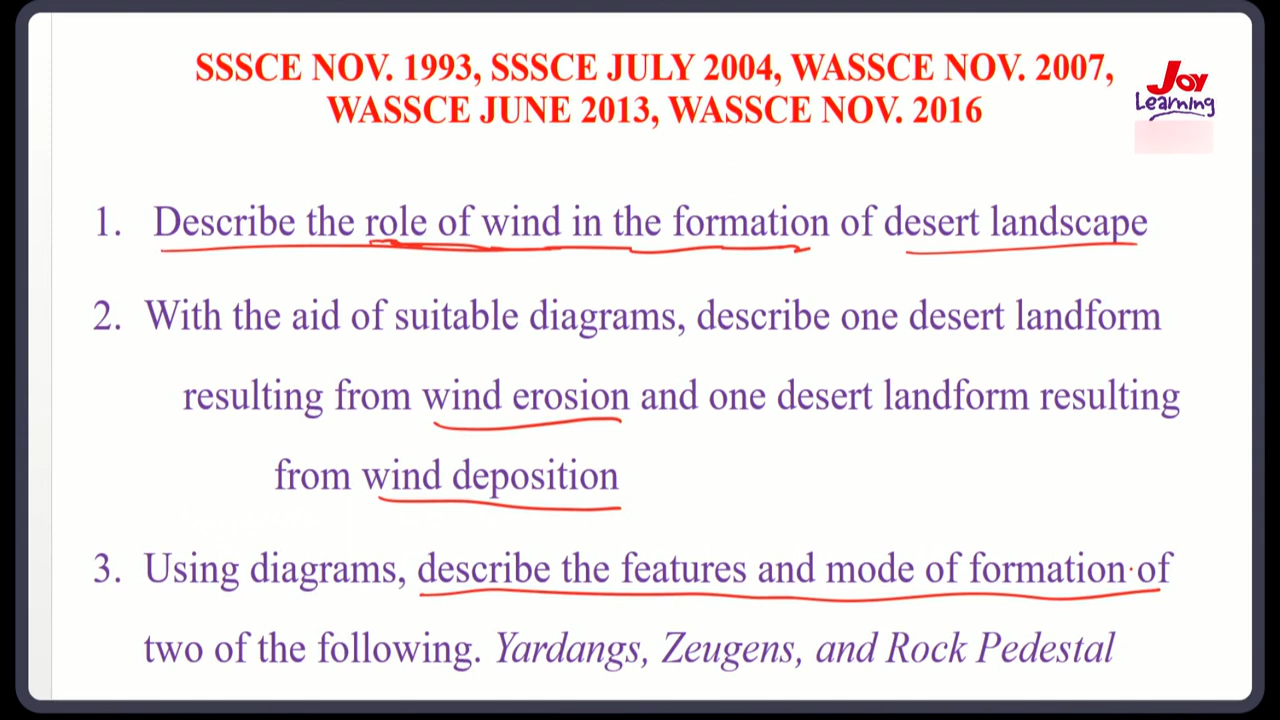 SSSCE NOV. 1993, SSSCE JULY 2004, WASSCE NOV. 2007,
WASSCE JUNE 2013, WASSCE NOV. 2016
Joy
Learning
1. Describe the role of wind in the formation of desert landscape
2. With the aid of suitable diagrams, describe one desert landform
resulting from wind erosion and one desert landform resulting
from wind deposition
3. Using diagrams, describe the features and mode of formation of
two of the following. Yardangs, Zeugens, and Rock Pedestal